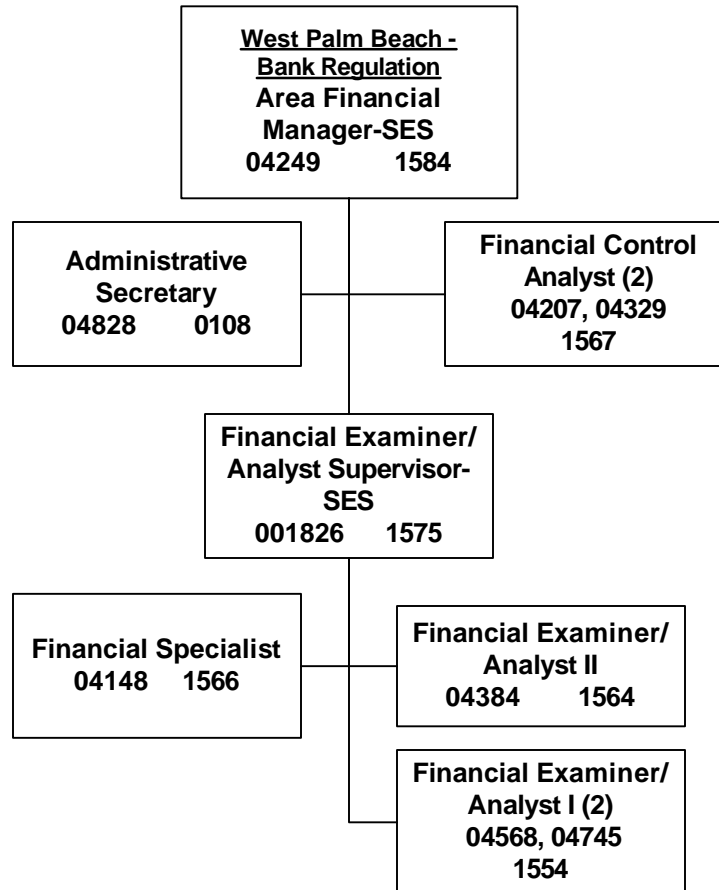 West Palm Beach -
Bank Regulation
Area Financial
Manager-SES
04249 1584
Administrative
Secretary
04828 0108
Financial Control
Analyst (2)
04207, 04329
1567
Financial Examiner/
Analyst Supervisor-
SES
001826 1575
Financial Specialist
04148 1566
Financial Examiner/
Analyst II
04384 1564
Financial Examiner/
Analyst I (2)
04568, 04745
1554